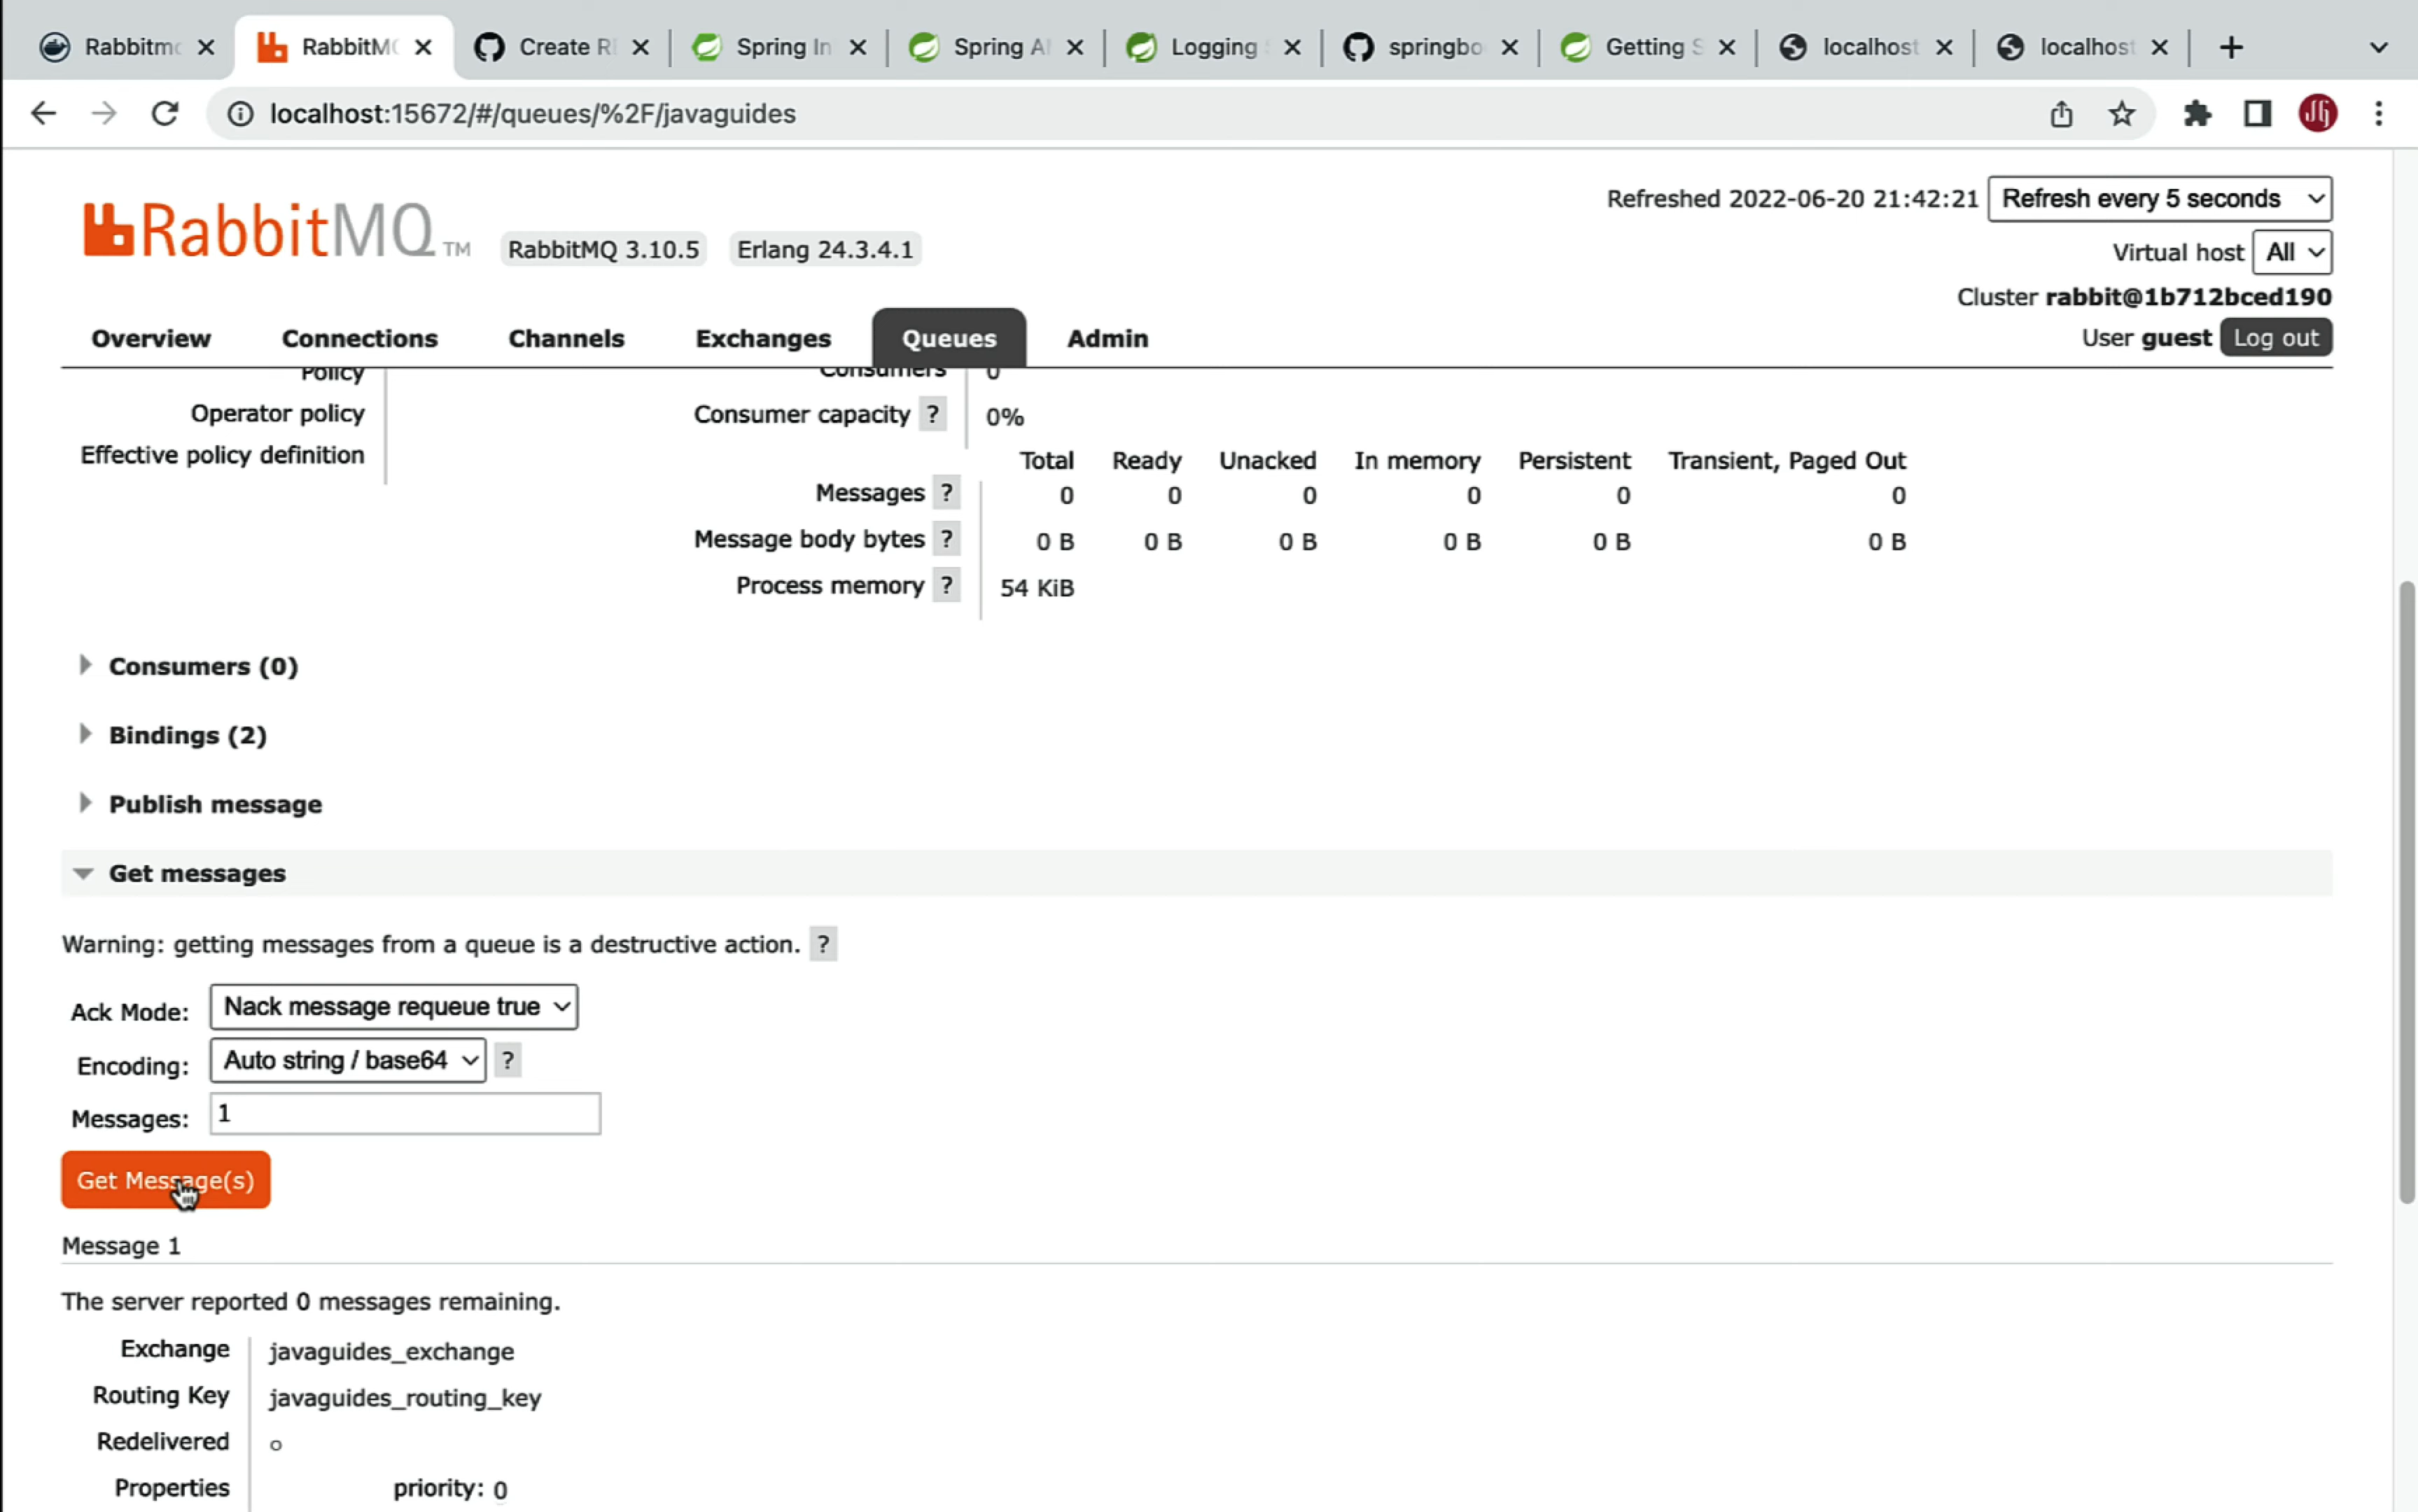 Rabbitm
RabbitM
Create R
Spring In
Spring A
Logging
springbo
Getting S
localhost
localhost
localhost:15672/#/queues/%2F/javaguides
RabbitMQ TM
RabbitMQ 3.10.5
Erlang 24.3.4.1
Refreshed 2022-06-20 21:42:21
Refresh every 5 seconds
Virtual host All
Cluster rabbit@1b712bced190
User guest Log out
Overview Connections Channels Exchanges Queues Admin
Policy
Consumers 0
Operator policy
Consumer capacity ? 0%
Effective policy definition
Total Ready Unacked In memory Persistent Transient, Paged Out
Messages ? 0 0 0 0 0 0
Message body bytes ? 0 B 0 B 0 B 0 B 0 B 0 B
Process memory ? 54 KiB
Consumers (0)
Bindings (2)
Publish message
Get messages
Warning: getting messages from a queue is a destructive action. ?
Ack Mode: Nack message requeue true
Encoding: Auto string / base64 ?
Messages: 1
Get Message(s)
Message 1
The server reported 0 messages remaining.
Exchange javaguides_exchange
Routing Key javaguides_routing_key
Redelivered o
Properties priority: 0